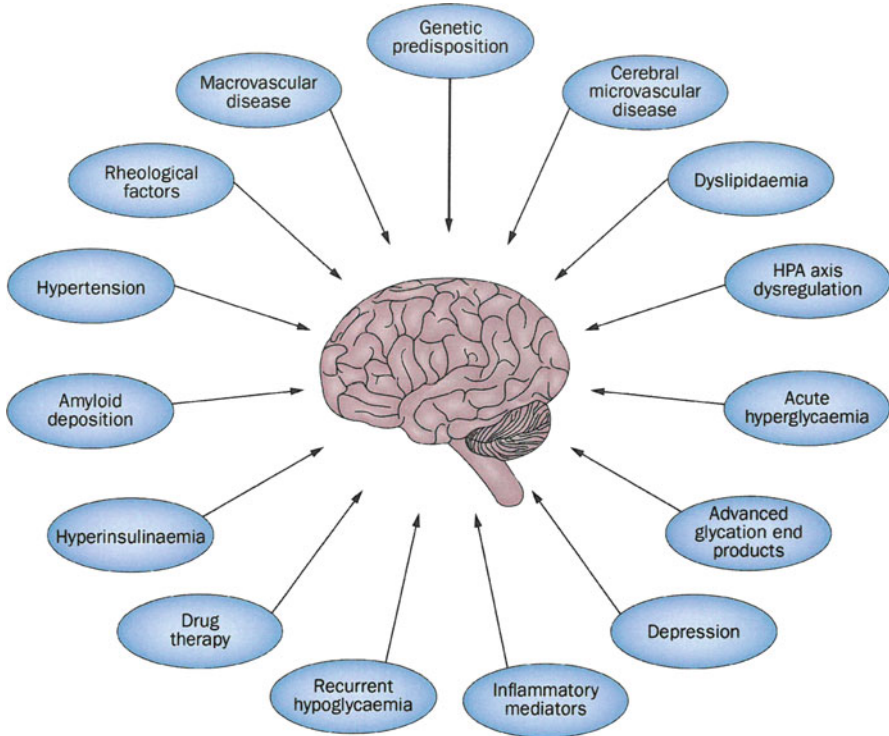 Genetic
predisposition
Macrovascular
disease
Cerebral
microvascular
disease
Rheological
factors
Dyslipidaemia
Hypertension
HPA axis
dysregulation
Amyloid
deposition
Acute
hyperglycaemia
Hyperinsulinaemia
Advanced
glycation end
products
Drug
therapy
Depression
Recurrent
hypoglycaemia
Inflammatory
mediators